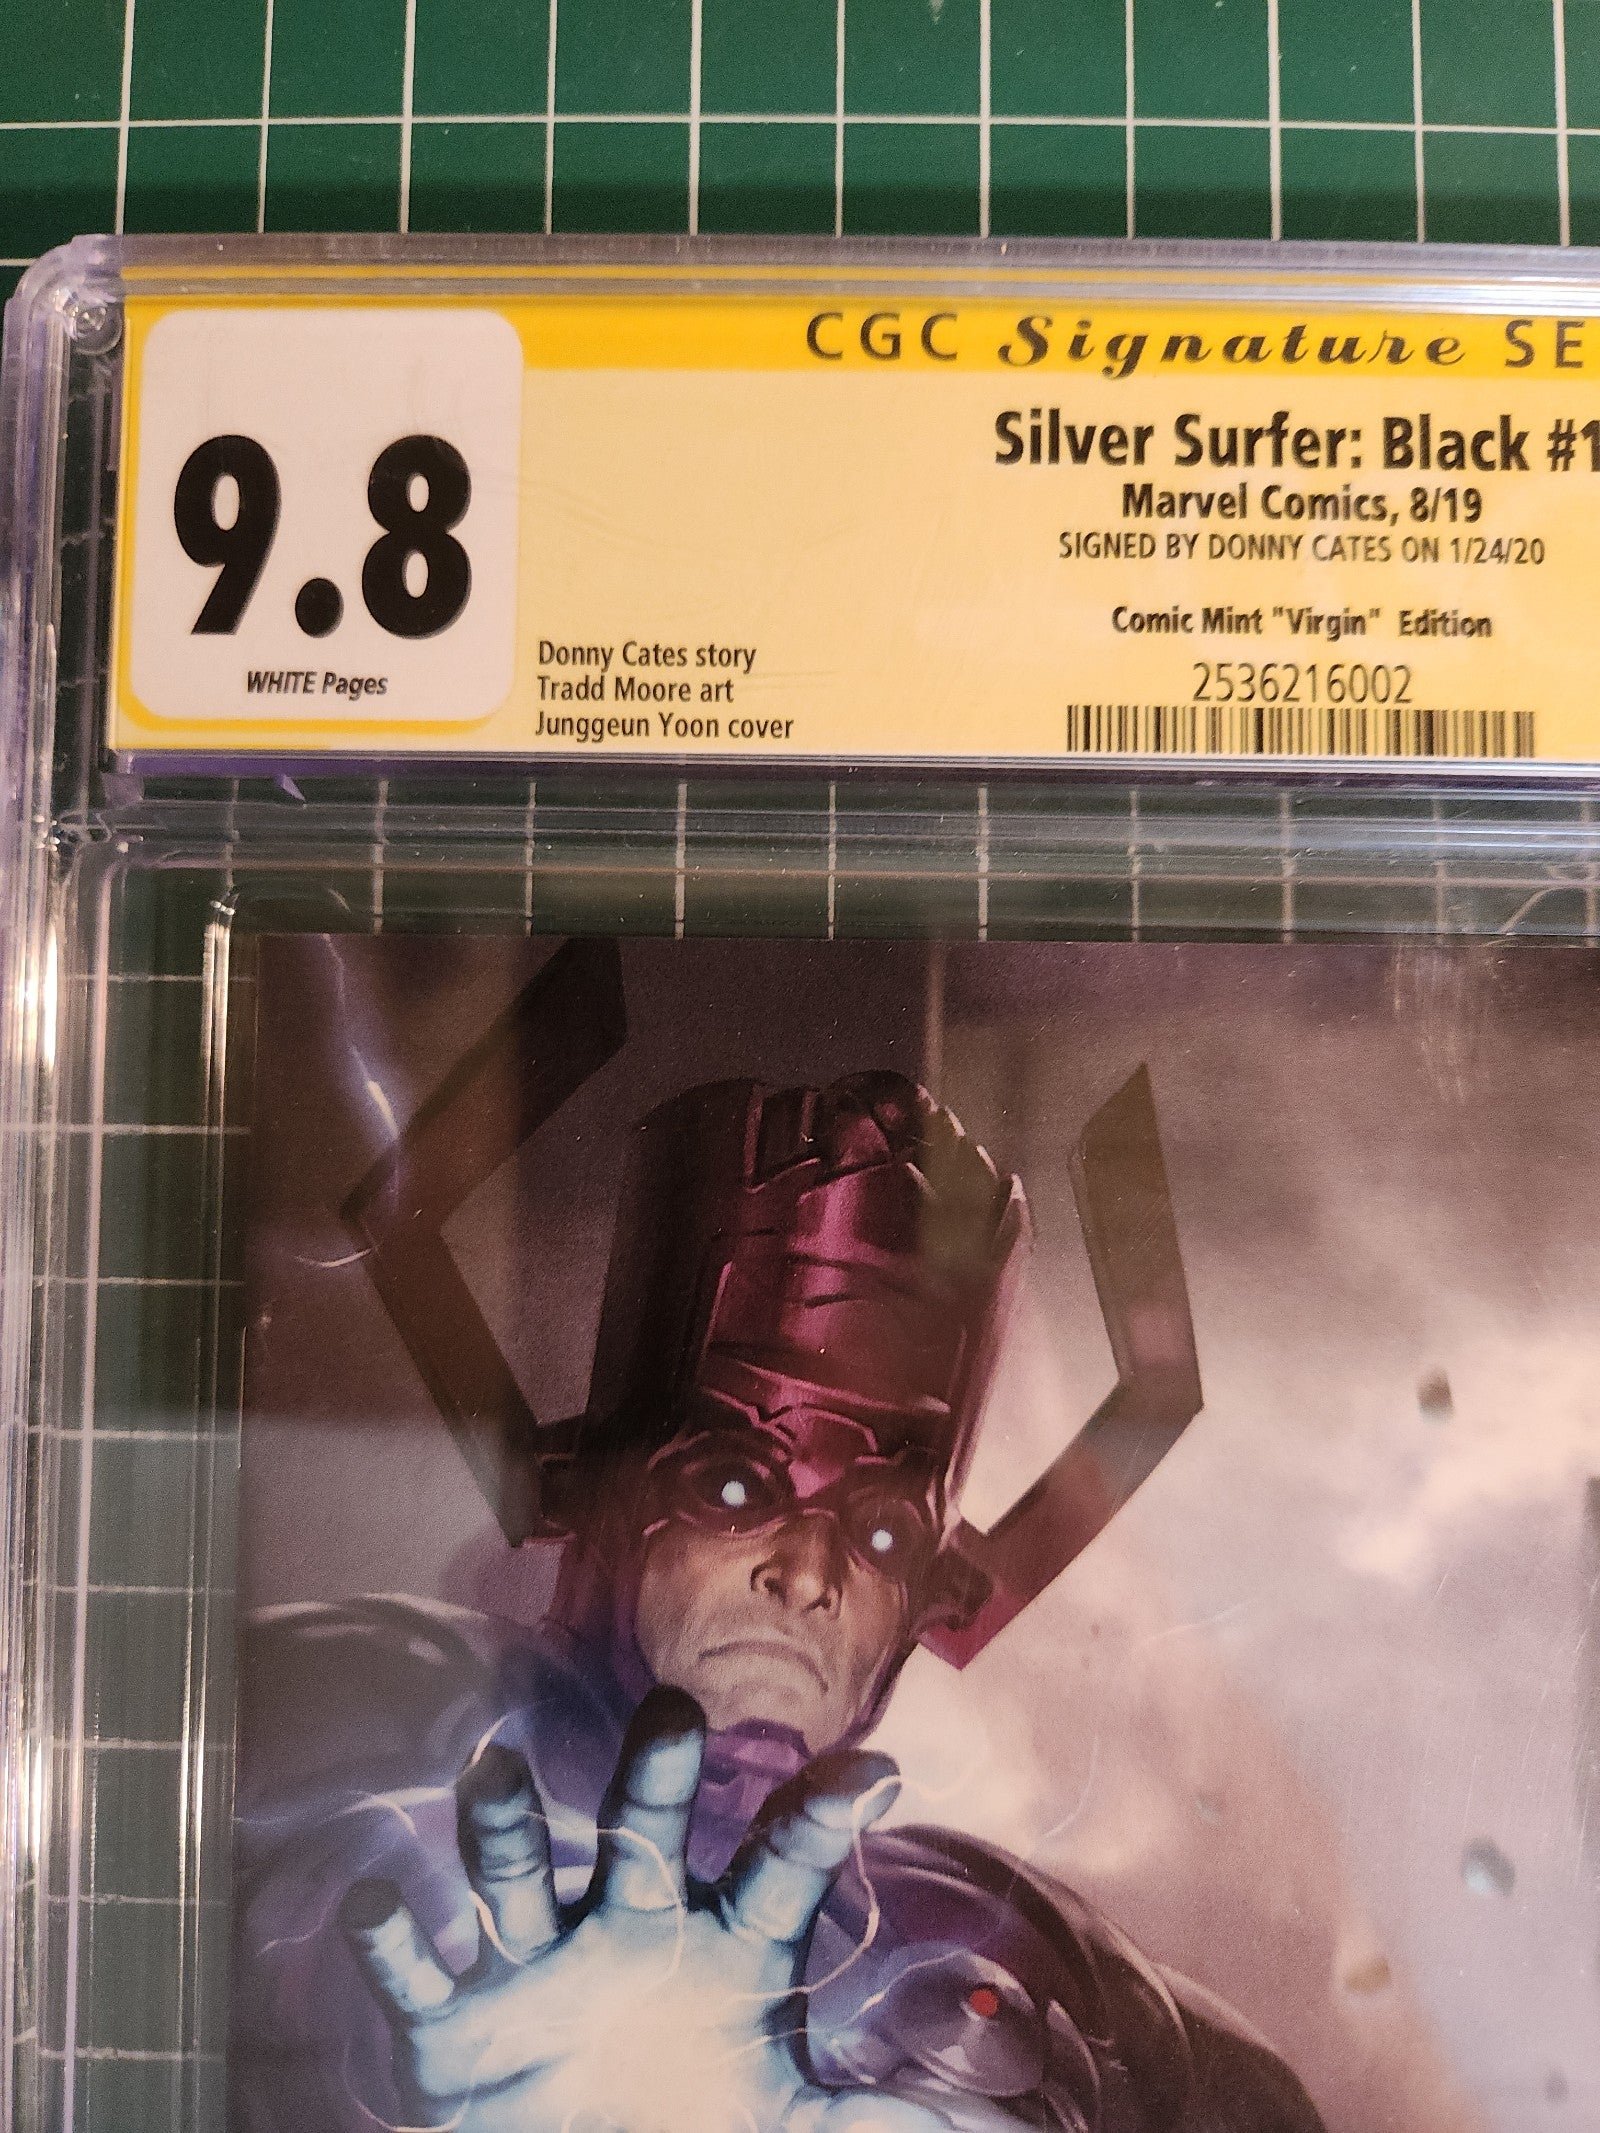 CGC Signature SE
9.8
WHITE Pages
Silver Surfer: Black #1
Marvel Comics, 8/19
SIGNED BY DONNY CATES ON 1/24/20
Comic Mint "Virgin" Edition
2536216002
Donny Cates story
Tradd Moore art
Junggeun Yoon cover